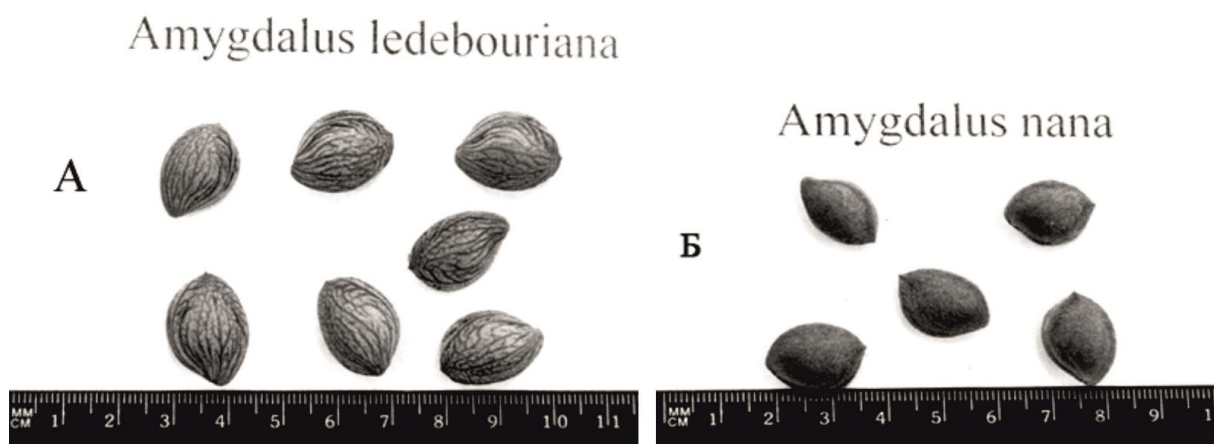 Amygdalus ledebouriana
А
MM
CM 1 2 3 4 5 6 7 8 9 10 11
Amygdalus nana
Б
MM
CM 1 2 3 4 5 6 7 8 9 1